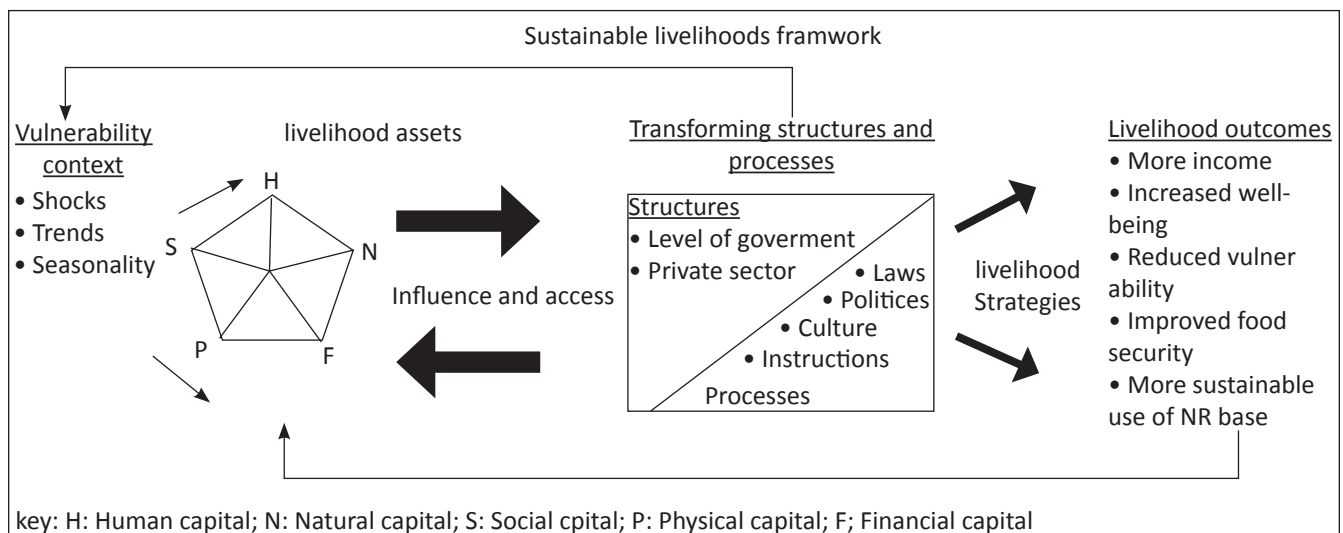 Sustainable livelihoods framwork
Vulnerability
context
• Shocks
• Trends
• Seasonality
livelihood assets
H
S
N
P
F
Influence and access
Transforming structures and
processes
Structures
• Level of goverment
• Private sector
• Laws
• Politices
• Culture
• Instructions
Processes
livelihood
Strategies
Livelihood outcomes
• More income
• Increased well-
being
• Reduced vulner
ability
• Improved food
security
• More sustainable
use of NR base
key: H: Human capital; N: Natural capital; S: Social cpital; P: Physical capital; F; Financial capital